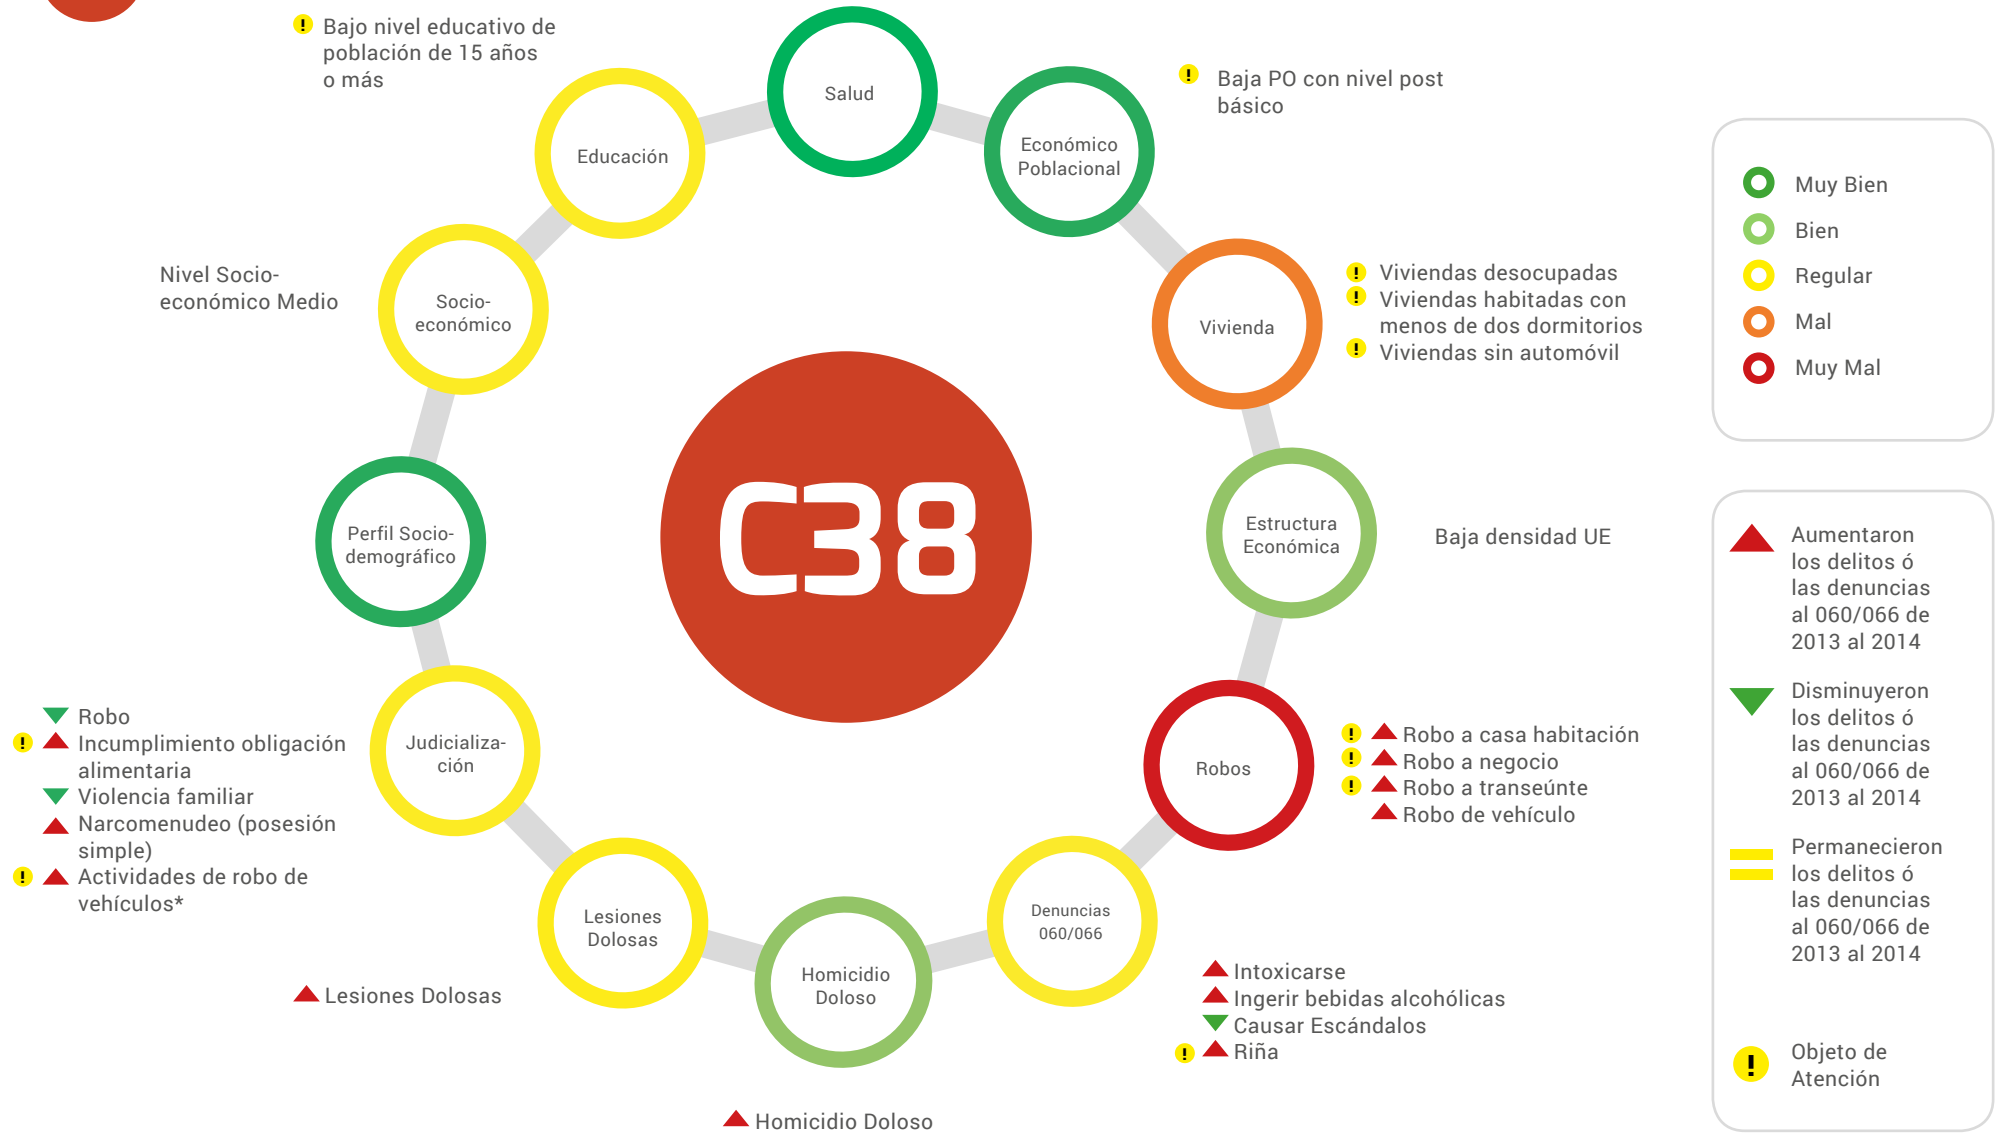 Bajo nivel educativo de
población de 15 años
o más
Salud
Baja PO con nivel post
básico
Educación
Económico
Poblacional
Nivel Socio-
económico Medio
Socio-
económico
Vivienda
Viviendas desocupadas
Viviendas habitadas con
menos de dos dormitorios
Viviendas sin automóvil
C38
Perfil Socio-
demográfico
Estructura
Económica
Baja densidad UE
Robo
Incumplimiento obligación
alimentaria
Violencia familiar
Narcomenudeo (posesión
simple)
Actividades de robo de
vehículos*
Judicializa-
ción
Robos
Robo a casa habitación
Robo a negocio
Robo a transeúnte
Robo de vehículo
Lesiones
Dolosas
Lesiones Dolosas
Homicidio
Doloso
Homicidio Doloso
Denuncias
060/066
Intoxicarse
Ingerir bebidas alcohólicas
Causar Escándalos
! Riña
Muy Bien
Bien
Regular
Mal
Muy Mal
Aumentaron
los delitos ó
las denuncias
al 060/066 de
2013 al 2014
Disminuyeron
los delitos ó
las denuncias
al 060/066 de
2013 al 2014
Permanecieron
los delitos ó
las denuncias
al 060/066 de
2013 al 2014
! Objeto de
Atención